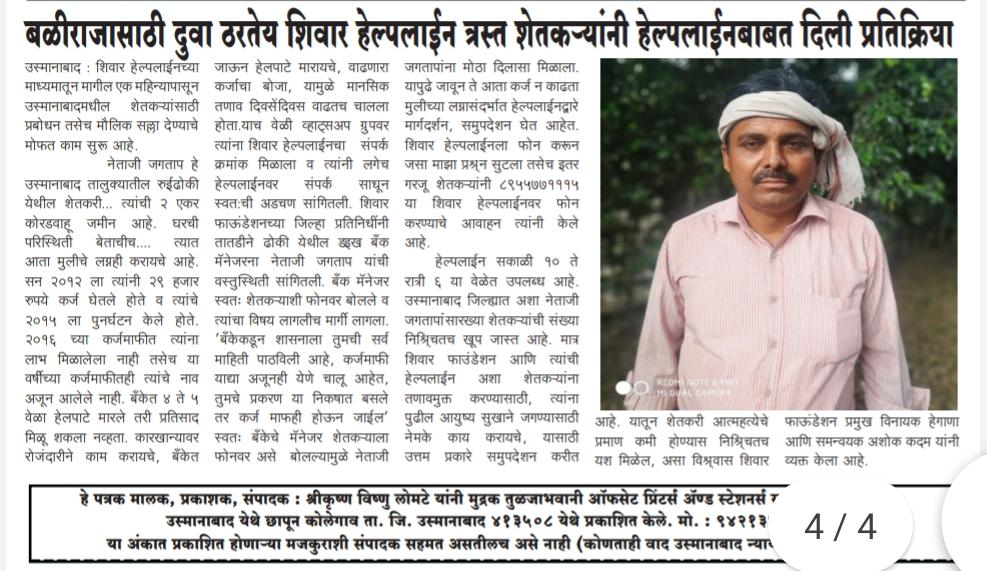 बळीराजासाठी दुवा ठरतेय शिवार हेल्पलाईन त्रस्त शेतकऱ्यांनी हेल्पलाईनबाबत दिली प्रतिक्रिया
उस्मानाबाद : शिवार हेल्पलाईनच्या
माध्यमातून मागील एक महिन्यापासून
उस्मानाबादमधील शेतकऱ्यांसाठी
प्रबोधन तसेच मौलिक सल्ला देण्याचे
मोफत काम सुरू आहे.
नेताजी जगताप हे
उस्मानाबाद तालुक्यातील रुईढोकी
येथील शेतकरी... त्यांची २ एकर
कोरडवाहू जमीन आहे. घरची
परिस्थिती बेताचीच.... त्यात
आता मुलीचे लग्नही करायचे आहे.
सन २०१२ ला त्यांनी २९ हजार
रुपये कर्ज घेतले होते व त्यांचे
२०१५ ला पुनर्घटन केले होते.
२०१६ च्या कर्जमाफीत त्यांना
लाभ मिळालेला नाही तसेच या
वर्षीच्या कर्जमाफीतही त्यांचे नाव
अजून आलेले नाही. बँकेत ४ ते ५
वेळा हेलपाटे मारले तरी प्रतिसाद
मिळू शकला नव्हता. कारखान्यावर
रोजंदारीने काम करायचे, बँकेत
जाऊन हेलपाटे मारायचे, वाढणारा
कर्जाचा बोजा, यामुळे मानसिक
तणाव दिवसेंदिवस वाढतच चालला
होता.याच वेळी व्हाट्सअप ग्रुपवर
त्यांना शिवार हेल्पलाईनचा संपर्क
क्रमांक मिळाला व त्यांनी लगेच
हेल्पलाईनवर संपर्क साधून
स्वत:ची अडचण सांगितली. शिवार
फाऊंडेशनच्या जिल्हा प्रतिनिधींनी
तातडीने ढोकी येथील ड्हख बँक
मॅनेजरना नेताजी जगताप यांची
वस्तुस्थिती सांगितली. बँक मॅनेजर
स्वतः शेतकऱ्याशी फोनवर बोलले व
त्यांचा विषय लागलीच मार्गी लागला.
'बँकेकडून शासनाला तुमची सर्व
माहिती पाठविली आहे, कर्जमाफी
याद्या अजूनही येणे चालू आहेत,
तुमचे प्रकरण या निकषात बसले
तर कर्ज माफही होऊन जाईल'
स्वतः बँकेचे मॅनेजर शेतकऱ्याला
फोनवर असे बोलल्यामुळे नेताजी
जगतापांना मोठा दिलासा मिळाला.
यापुढे जावून ते आता कर्ज न काढता
मुलीच्या लग्नासंदर्भात हेल्पलाईनद्वारे
मार्गदर्शन, समुपदेशन घेत आहेत.
शिवार हेल्पलाईनला फोन करून
जसा माझा प्रश्र्न सुटला तसेच इतर
गरजू शेतकऱ्यांनी ८९५५७७१११५
या शिवार हेल्पलाईनवर फोन
करण्याचे आवाहन त्यांनी केले
आहे.
हेल्पलाईन सकाळी १० ते
रात्री ६ या वेळेत उपलब्ध आहे.
उस्मानाबाद जिल्ह्यात अशा नेताजी
जगतापांसारख्या शेतकऱ्यांची संख्या
निश्र्चितच खूप जास्त आहे. मात्र
शिवार फाउंडेशन आणि त्यांची
हेल्पलाईन अशा शेतकऱ्यांना
तणावमुक्त करण्यासाठी, त्यांना
पुढील आयुष्य सुखाने जगण्यासाठी
नेमके काय करायचे, यासाठी
उत्तम प्रकारे समुपदेशन करीत
REDMI NOTE 6 PRO
MI DUAL CAMERA
आहे. यातून शेतकरी आत्महत्येचे
प्रमाण कमी होण्यास निश्र्चितच
यश मिळेल, असा विश्र्वास शिवार
फाऊंडेशन प्रमुख विनायक हेगाणा
आणि समन्वयक अशोक कदम यांनी
व्यक्त केला आहे.
हे पत्रक मालक, प्रकाशक, संपादक : श्रीकृष्ण विष्णु लोमटे यांनी मुद्रक तुळजाभवानी ऑफसेट प्रिंटर्स ॲण्ड स्टेशनर्स
उस्मानाबाद येथे छापून कोलेगाव ता. जि. उस्मानाबाद ४१३५०८ येथे प्रकाशित केले. मो. : ९४२१३
या अंकात प्रकाशित होणाऱ्या मजकुराशी संपादक सहमत असतीलच असे नाही (कोणताही वाद उस्मानाबाद
4 / 4